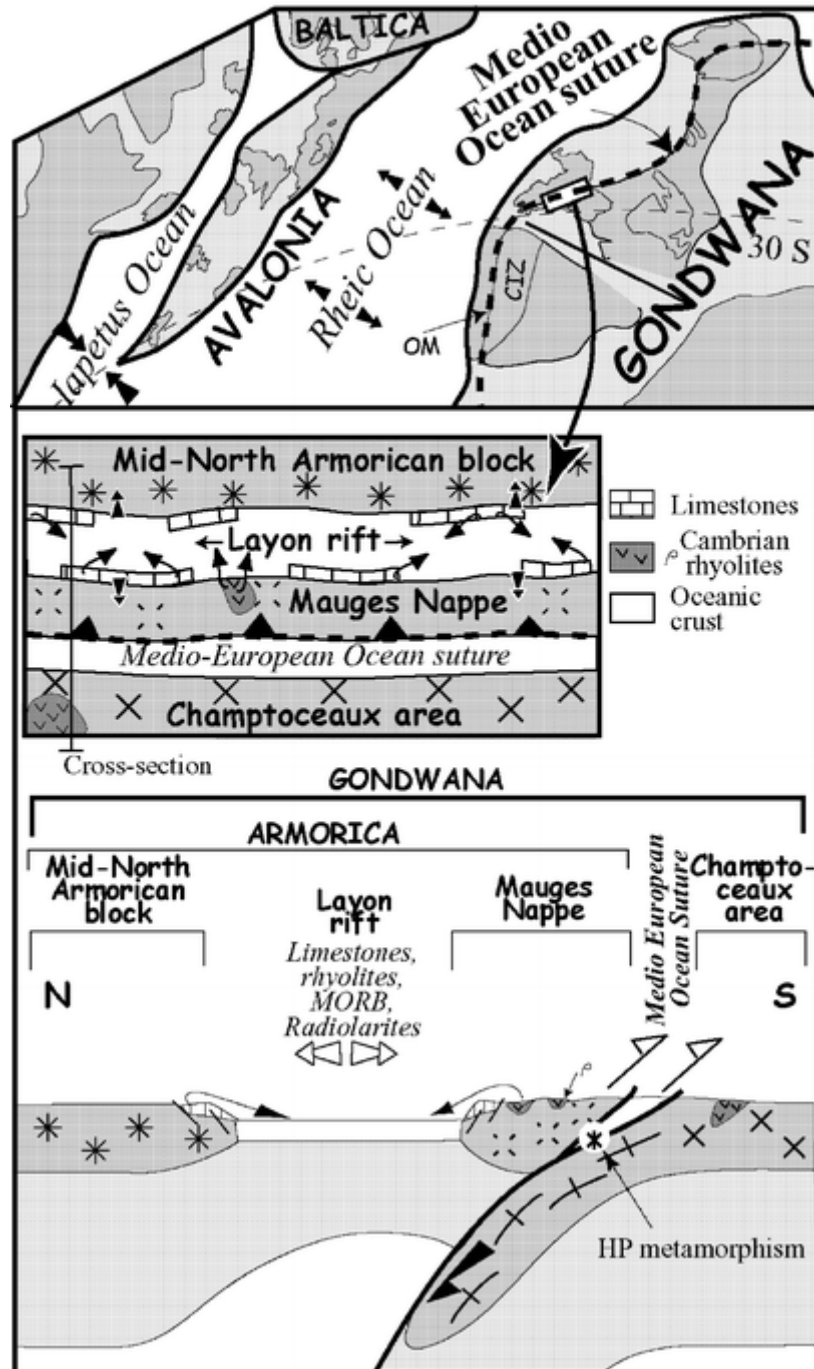 BALTICA
Medio
European
Ocean suture
Iapetus Ocean
AVALONIA
Rheic Ocean
GONDWANA
30 S
CIZ
OM
Mid-North Armorican block
Layon rift
Mauges Nappe
Medio-European Ocean suture
Champtoceaux area
Cross-section
Limestones
ρ Cambrian
rhyolites
Oceanic
crust
GONDWANA
ARMORICA
Mid-North
Armorican
block
Layon
rift
Limestones,
rhyolites,
MORB,
Radiolarites
Mauges
Nappe
Medio European
Ocean Suture
Champto-
ceaux
area
N
S
ρ
HP metamorphism